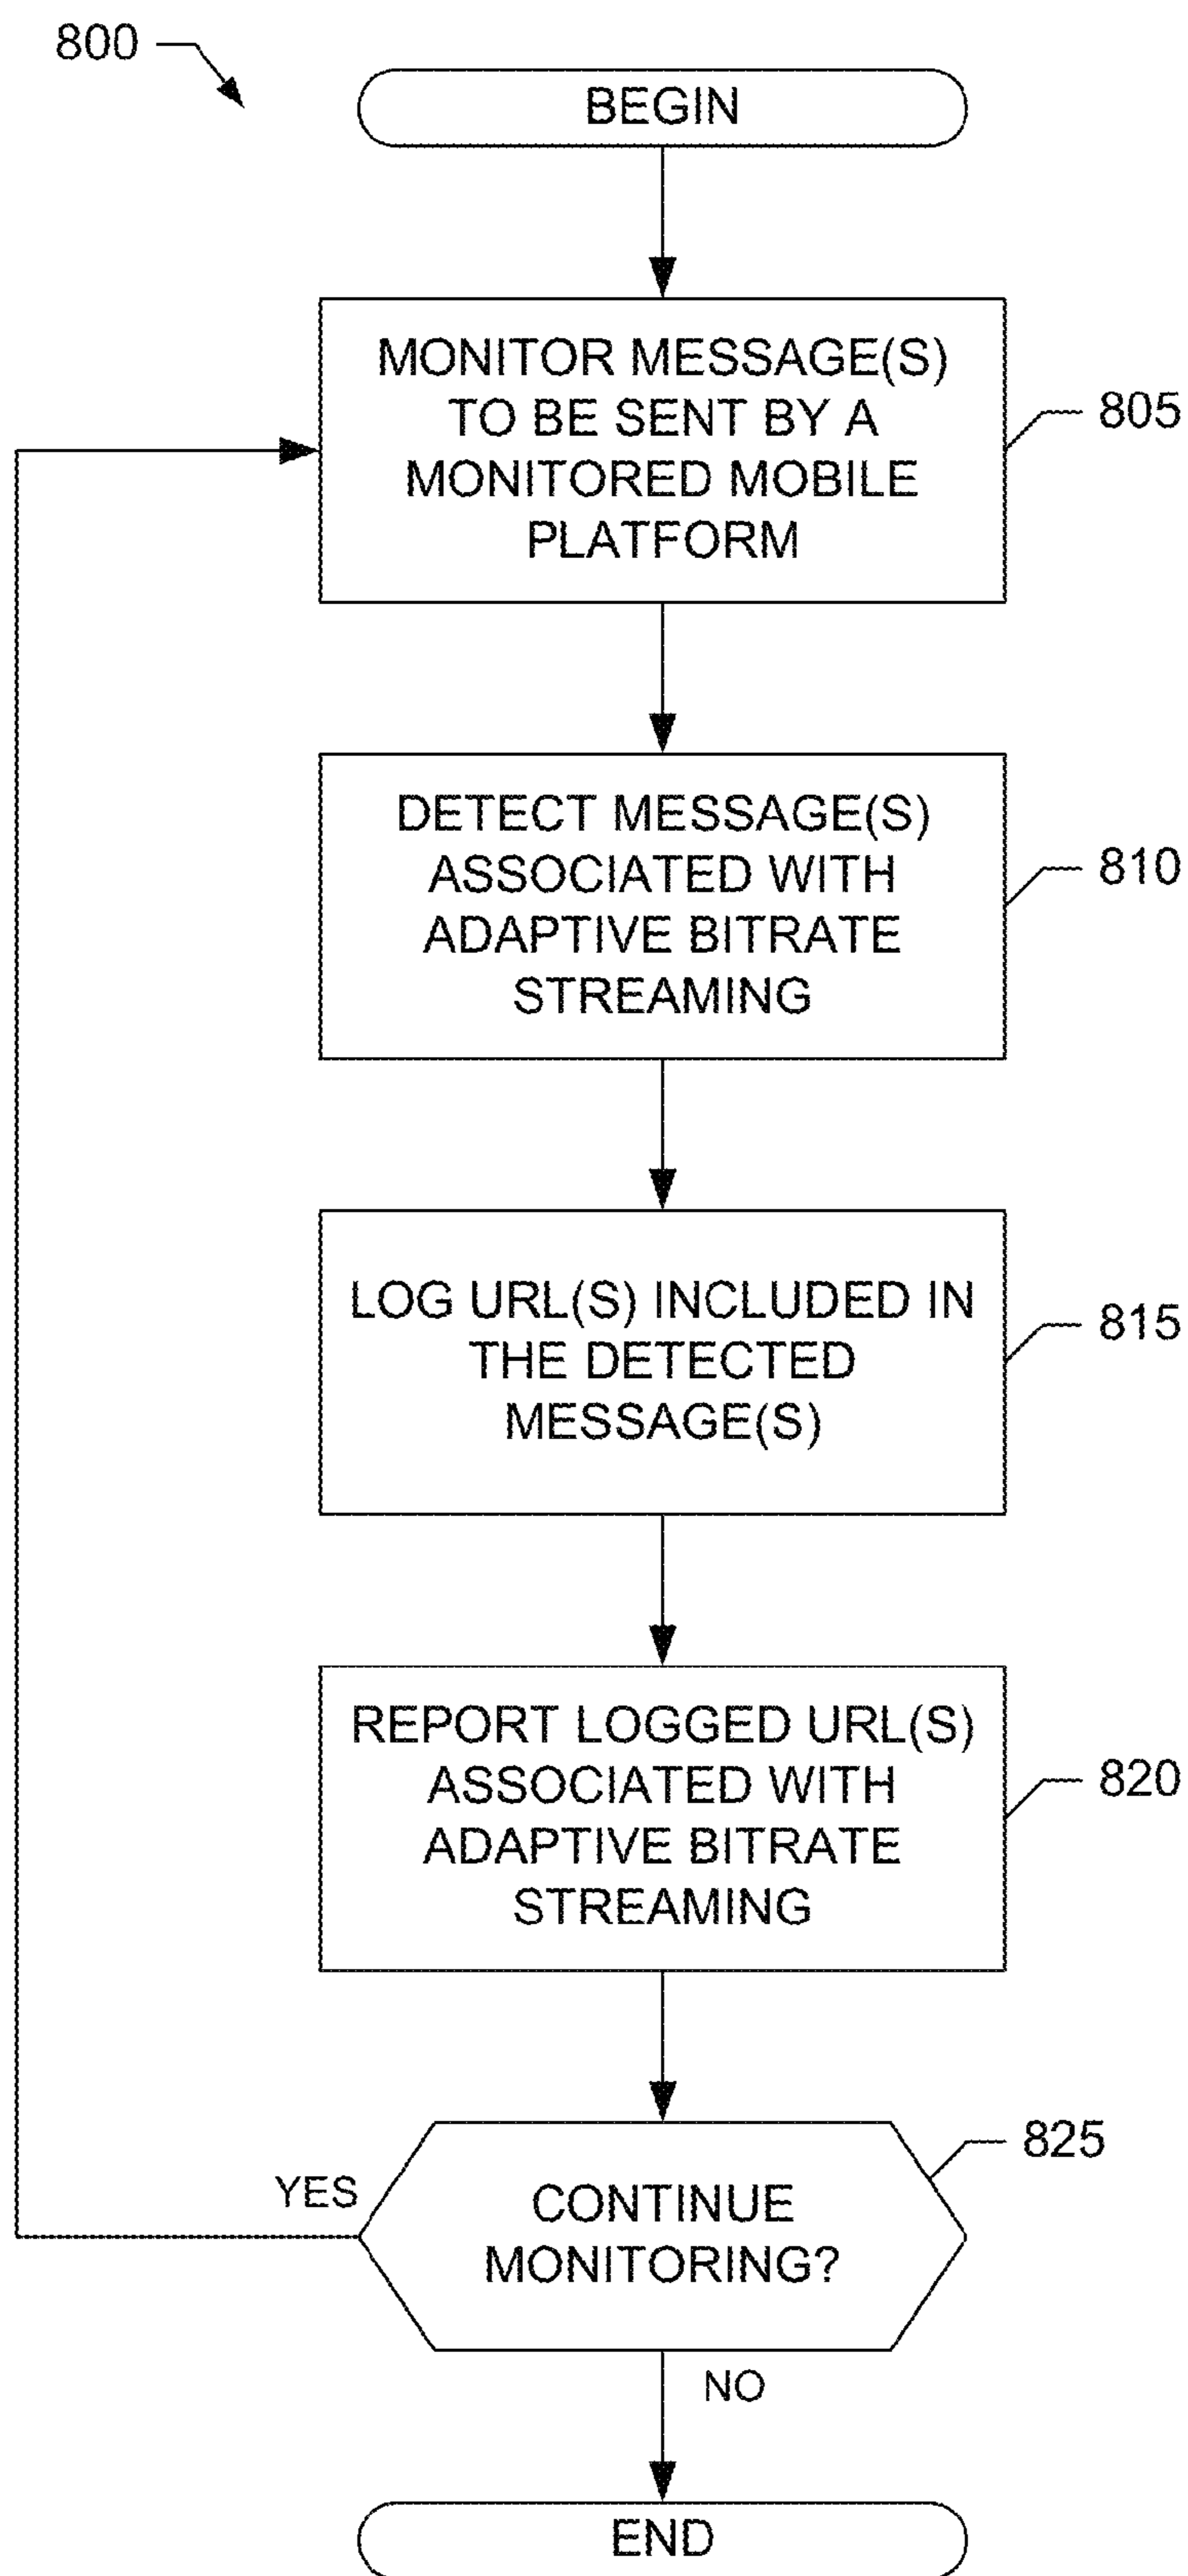 800
BEGIN
MONITOR MESSAGE(S)
TO BE SENT BY A
MONITORED MOBILE
PLATFORM
805
DETECT MESSAGE(S)
ASSOCIATED WITH
ADAPTIVE BITRATE
STREAMING
810
LOG URL(S) INCLUDED IN
THE DETECTED
MESSAGE(S)
815
REPORT LOGGED URL(S)
ASSOCIATED WITH
ADAPTIVE BITRATE
STREAMING
820
CONTINUE
MONITORING?
825
YES
NO
END